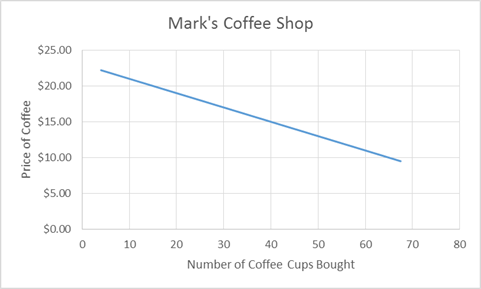 Mark's Coffee Shop
$25.00
$20.00
$15.00
$10.00
$5.00
$0.00
Price of Coffee
0 10 20 30 40 50 60 70 80
Number of Coffee Cups Bought